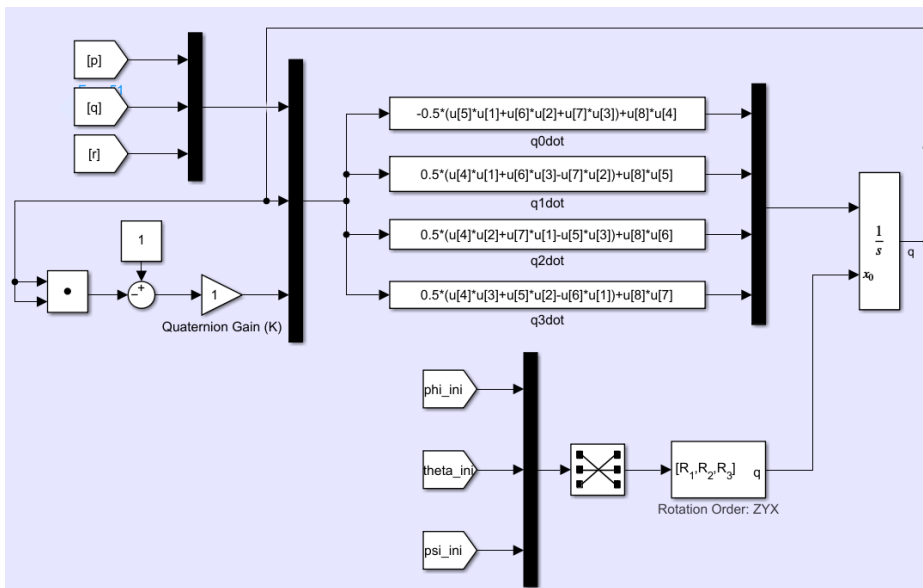 [p]
[q]
[r]
1
−
+
1
Quaternion Gain (K)
-0.5*(u[5]*u[1]+u[6]*u[2]+u[7]*u[3])+u[8]*u[4]
q0dot
0.5*(u[4]*u[1]+u[6]*u[3]-u[7]*u[2])+u[8]*u[5]
q1dot
0.5*(u[4]*u[2]+u[7]*u[1]-u[5]*u[3])+u[8]*u[6]
q2dot
0.5*(u[4]*u[3]+u[5]*u[2]-u[6]*u[1])+u[8]*u[7]
q3dot
1
s
x₀
q
phi_ini
theta_ini
psi_ini
[R₁,R₂,R₃] q
Rotation Order: ZYX